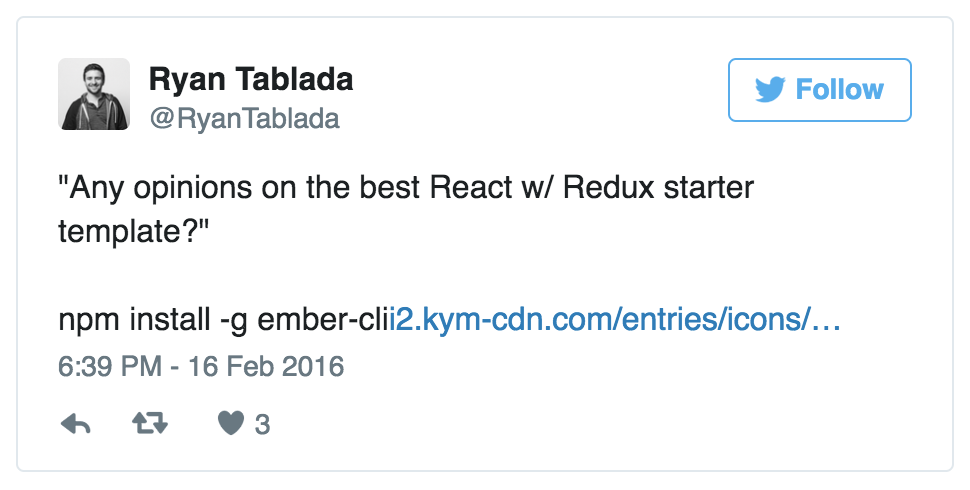 Ryan Tablada
@RyanTablada
Follow
"Any opinions on the best React w/ Redux starter
template?"
npm install -g ember-clii2.kym-cdn.com/entries/icons/…
6:39 PM - 16 Feb 2016
3